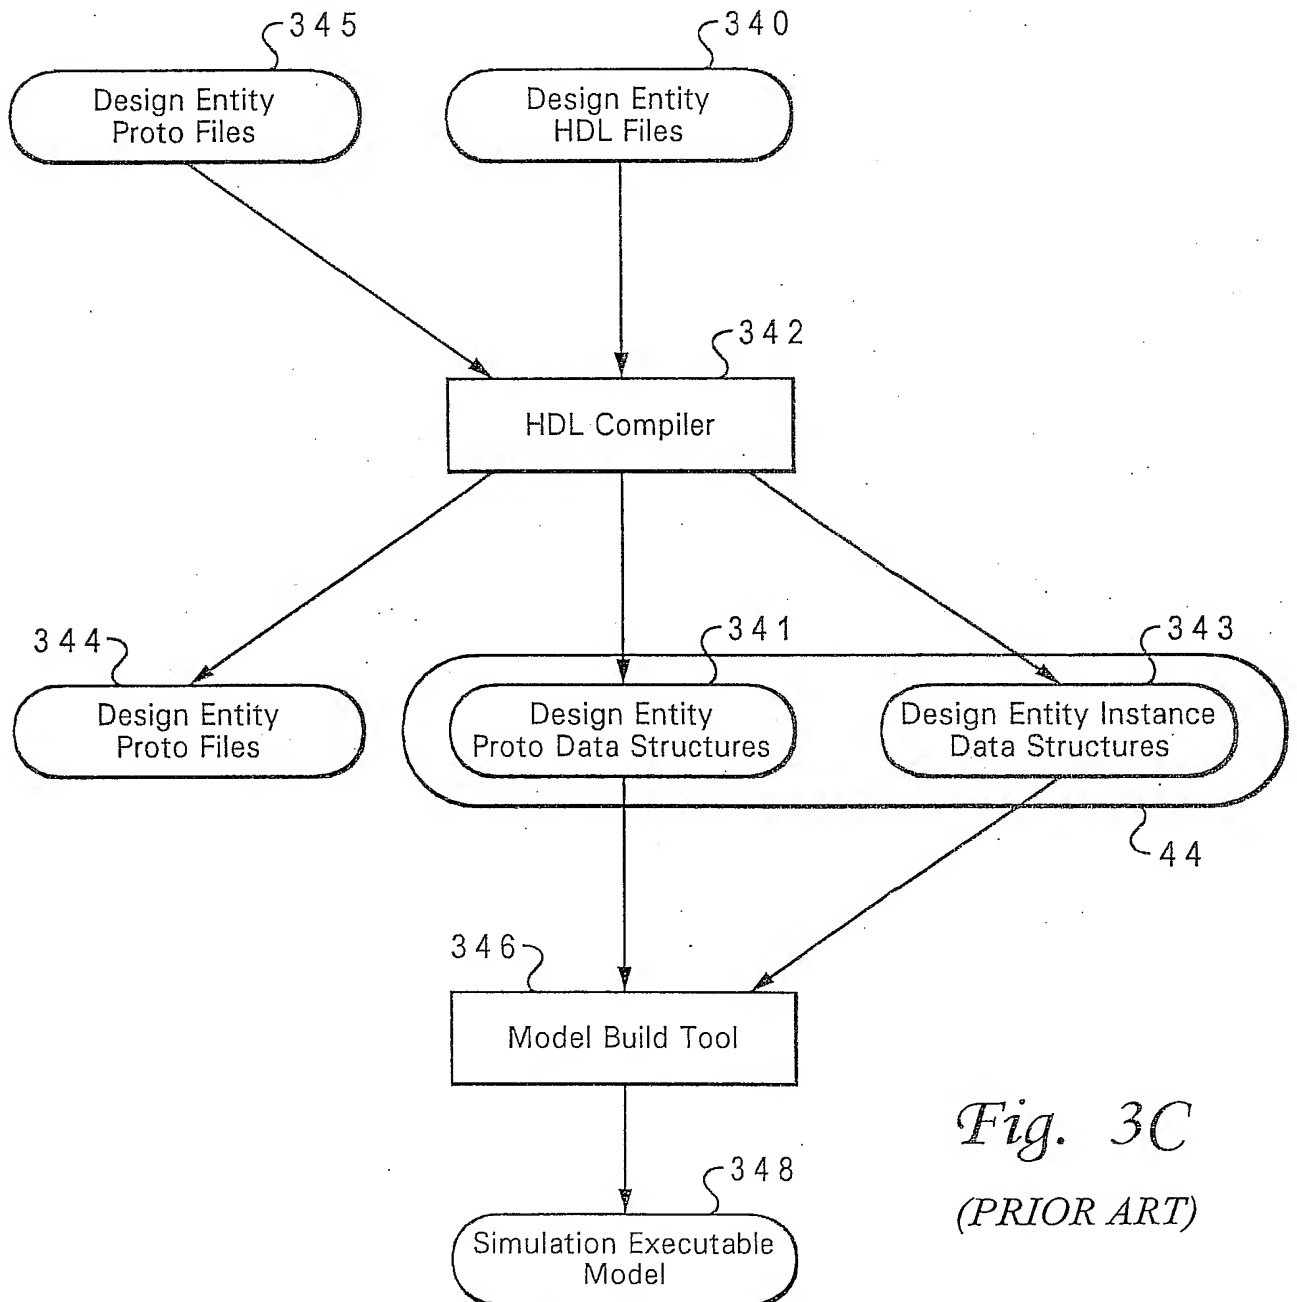 345
340
Design Entity
Proto Files
Design Entity
HDL Files
342
HDL Compiler
344
341
343
Design Entity
Proto Files
Design Entity
Proto Data Structures
Design Entity Instance
Data Structures
44
346
Model Build Tool
Fig. 3C
(PRIOR ART)
348
Simulation Executable
Model